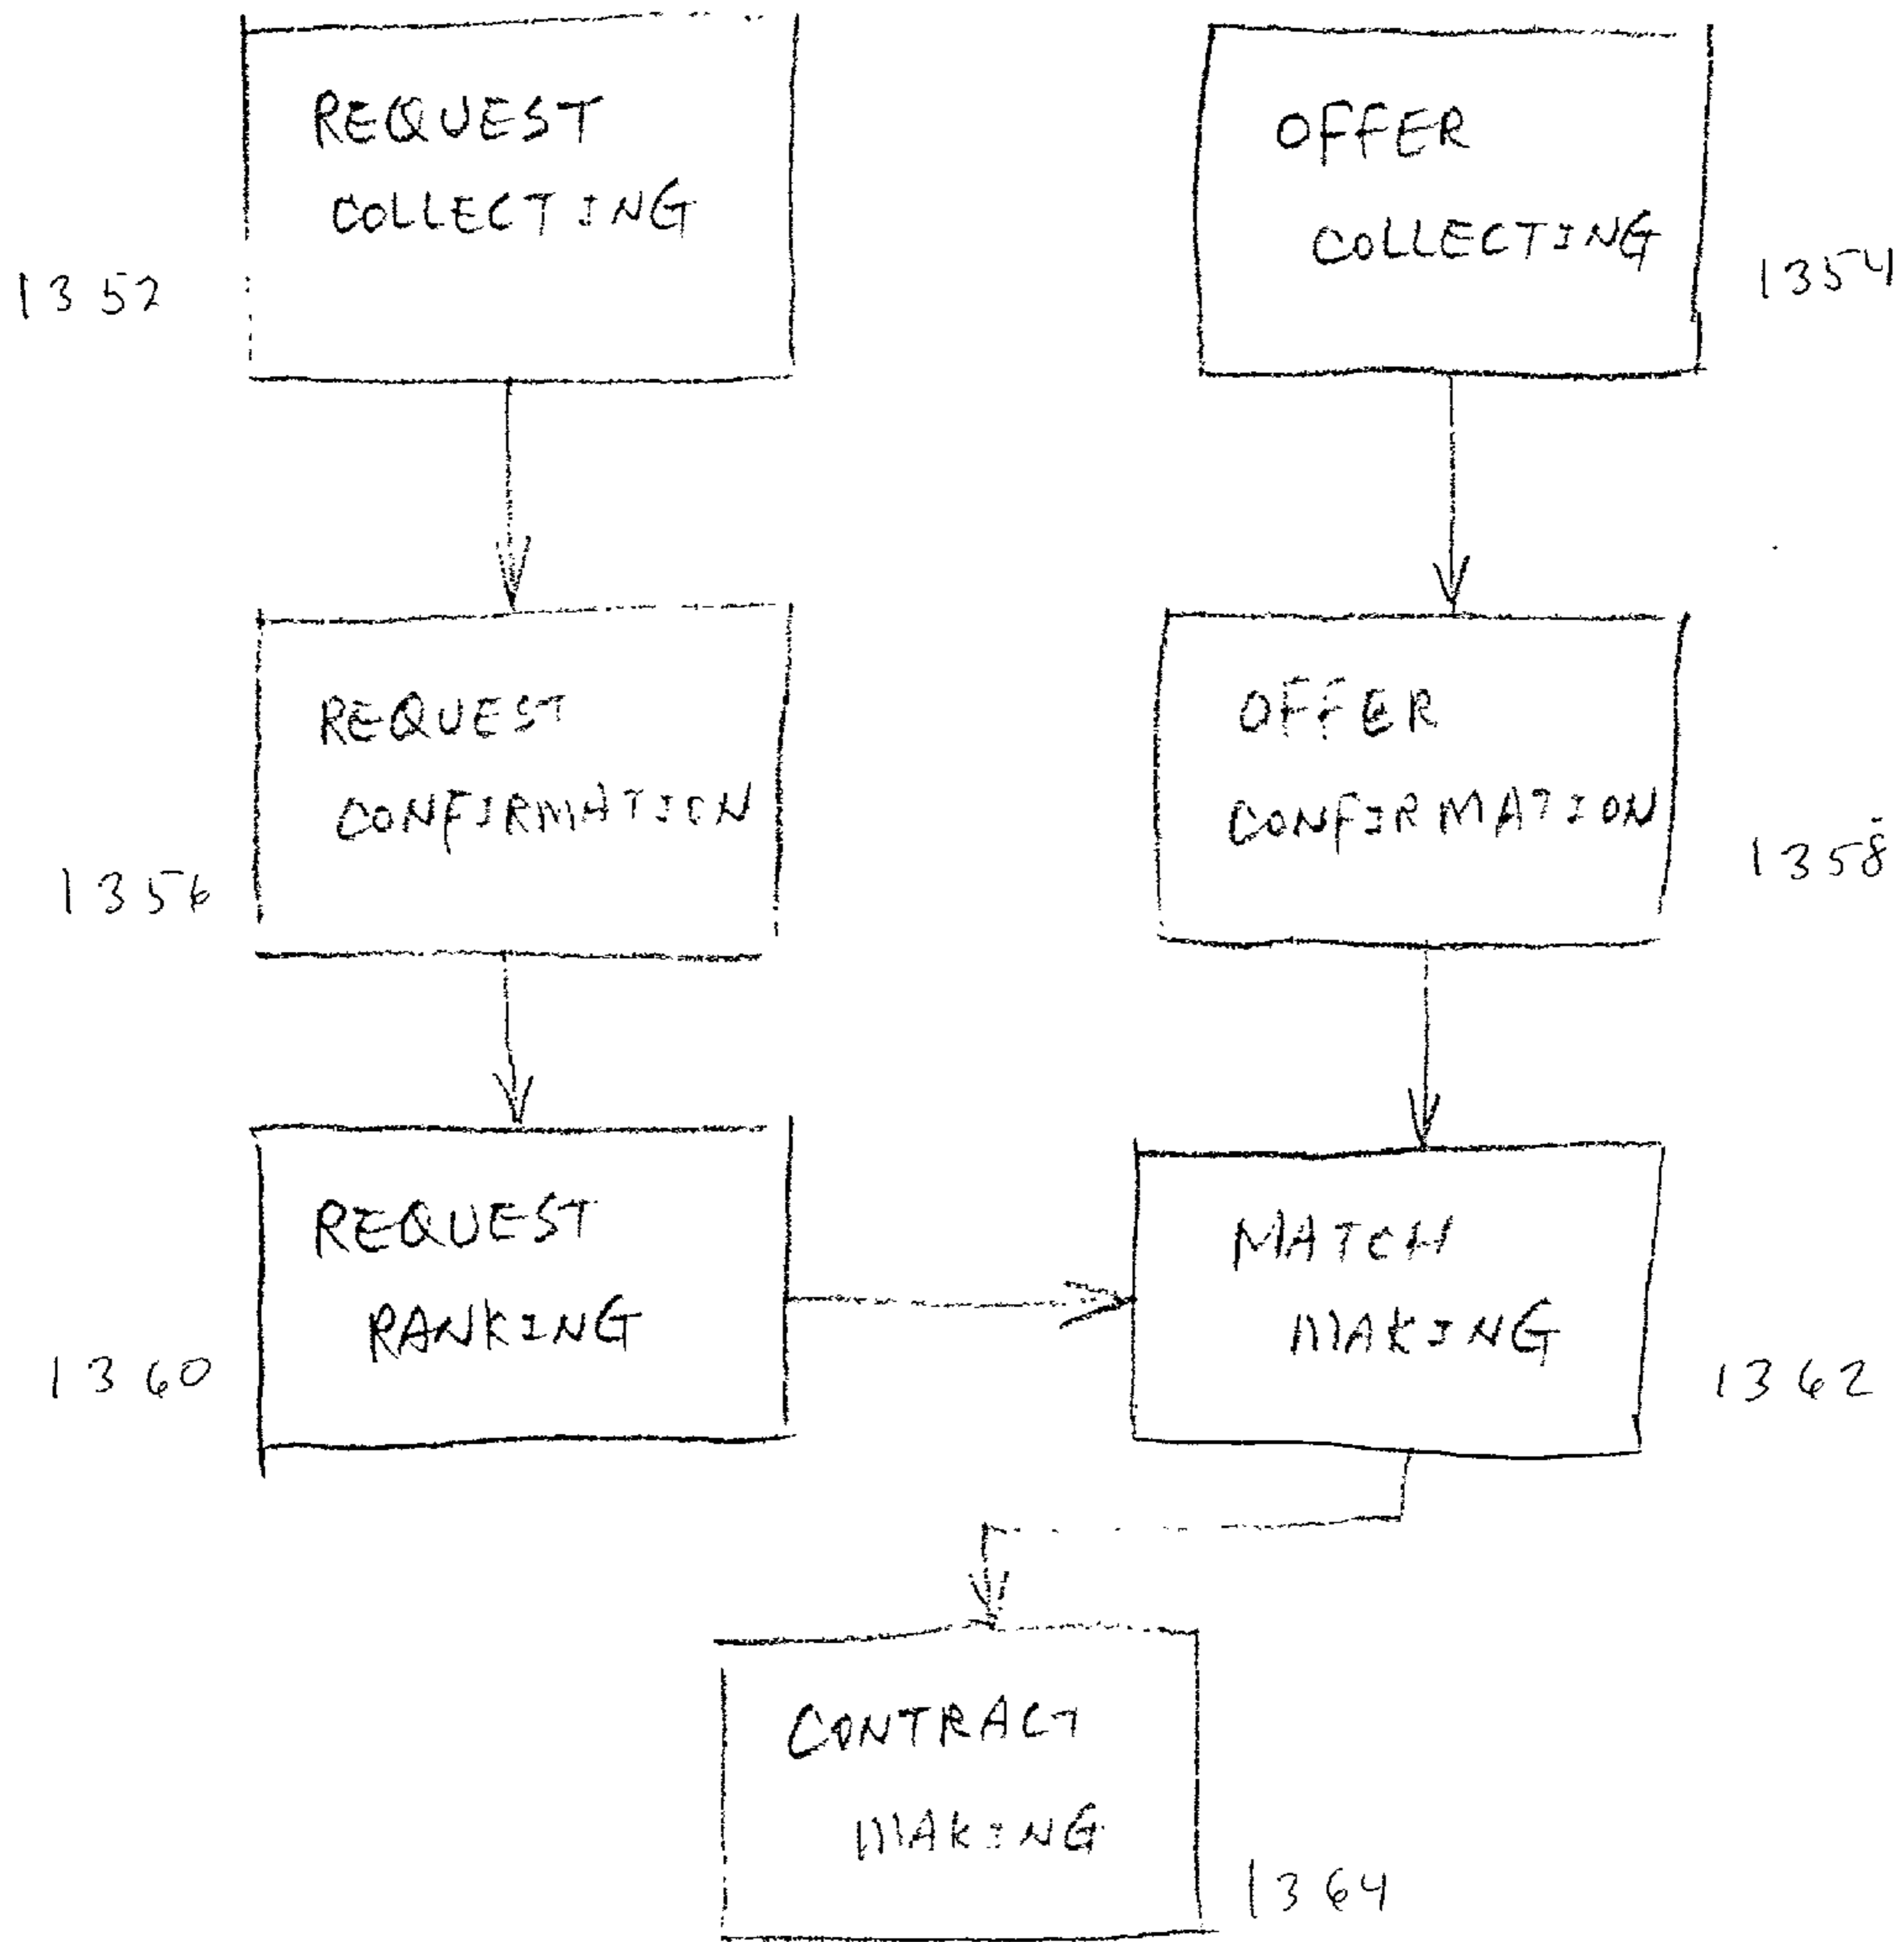 REQUEST
COLLECTING
1352
OFFER
COLLECTING
1354
REQUEST
CONFIRMATION
1356
OFFER
CONFIRMATION
1358
REQUEST
RANKING
1360
MATCH
MAKING
1362
CONTRACT
MAKING
1364